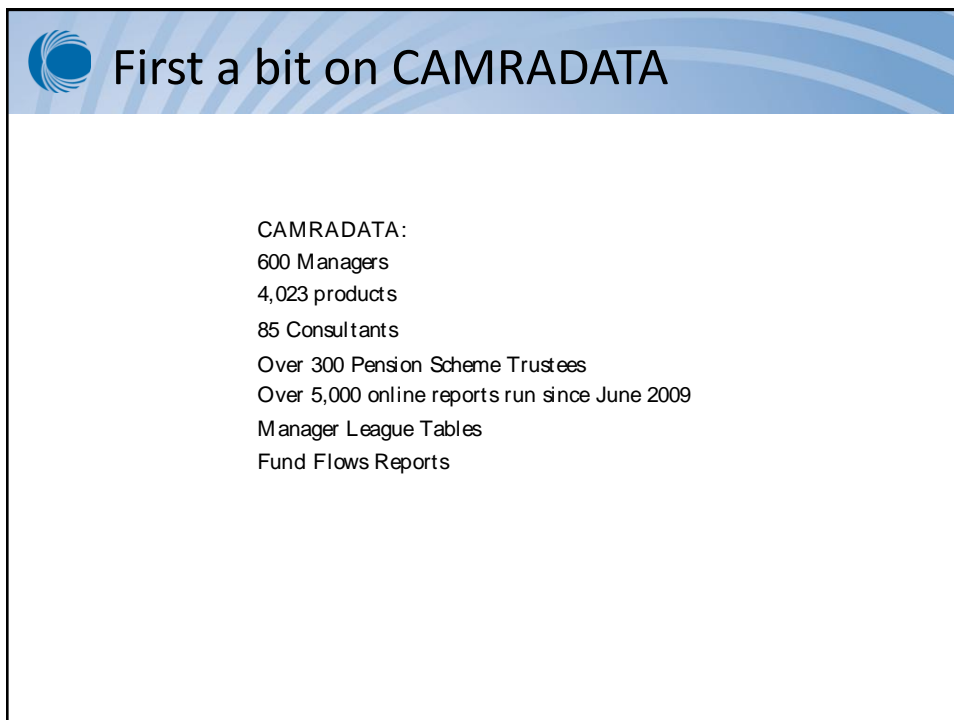 First a bit on CAMRADATA
CAMRADATA:
600 Managers
4,023 products
85 Consultants
Over 300 Pension Scheme Trustees
Over 5,000 online reports run since June 2009
Manager League Tables
Fund Flows Reports